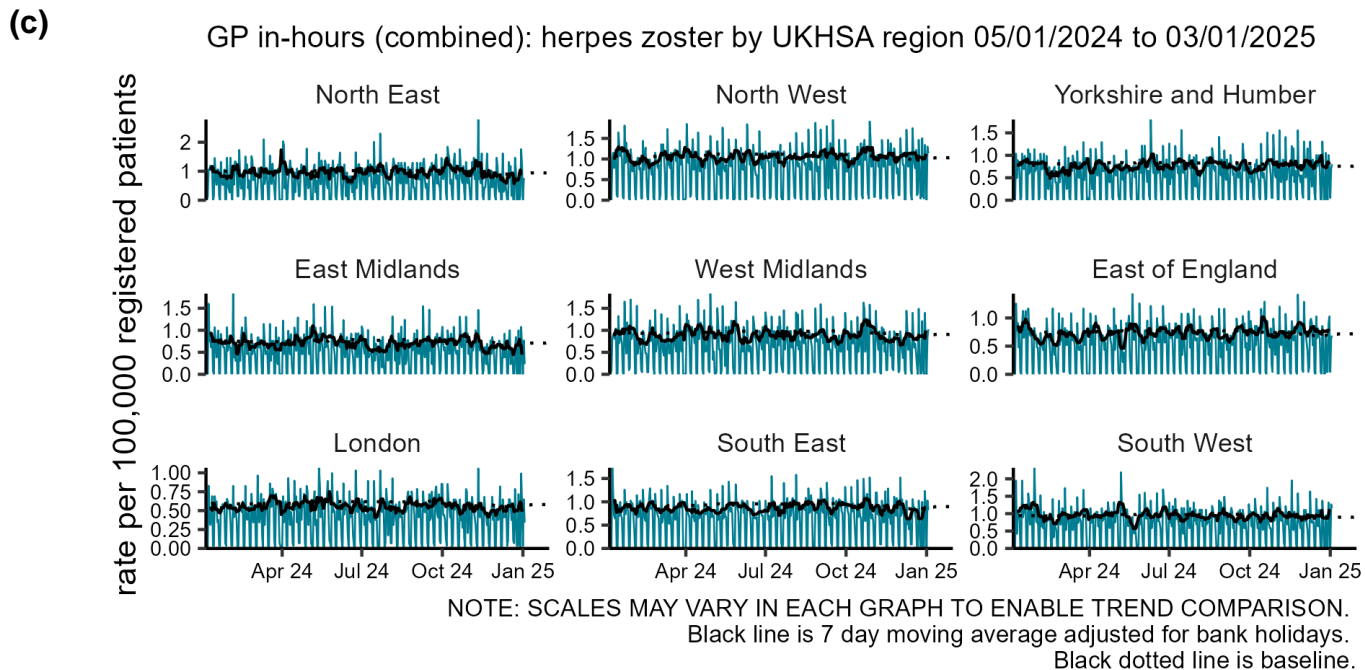 (c)
GP in-hours (combined): herpes zoster by UKHSA region 05/01/2024 to 03/01/2025
rate per 100,000 registered patients
North East
2
1
0
North West
1.5
1.0
0.5
0.0
Yorkshire and Humber
1.5
1.0
0.5
0.0
East Midlands
1.5
1.0
0.5
0.0
West Midlands
1.5
1.0
0.5
0.0
East of England
1.0
0.5
0.0
London
1.00
0.75
0.50
0.25
0.00
Apr 24 Jul 24 Oct 24 Jan 25
South East
1.5
1.0
0.5
0.0
Apr 24 Jul 24 Oct 24 Jan 25
South West
2.0
1.5
1.0
0.5
0.0
Apr 24 Jul 24 Oct 24 Jan 25
NOTE: SCALES MAY VARY IN EACH GRAPH TO ENABLE TREND COMPARISON.
Black line is 7 day moving average adjusted for bank holidays.
Black dotted line is baseline.